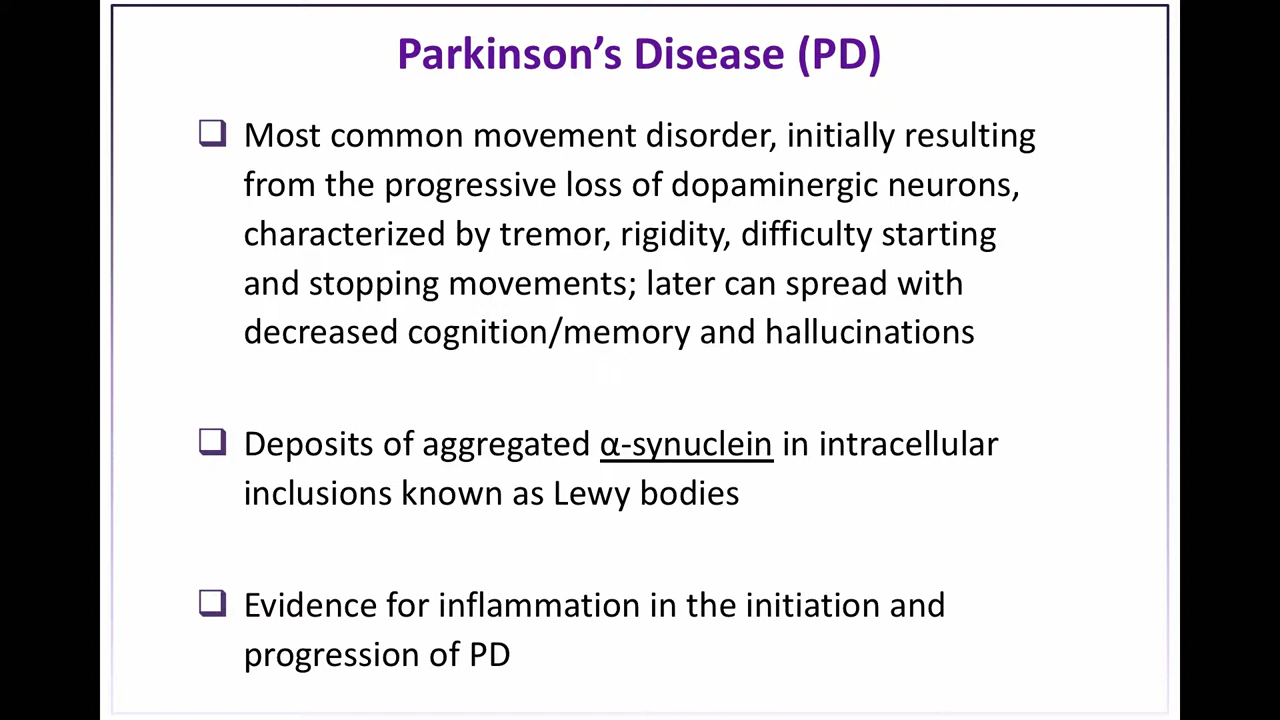 Parkinson’s Disease (PD)
Most common movement disorder, initially resulting
from the progressive loss of dopaminergic neurons,
characterized by tremor, rigidity, difficulty starting
and stopping movements; later can spread with
decreased cognition/memory and hallucinations
Deposits of aggregated α-synuclein in intracellular
inclusions known as Lewy bodies
Evidence for inflammation in the initiation and
progression of PD